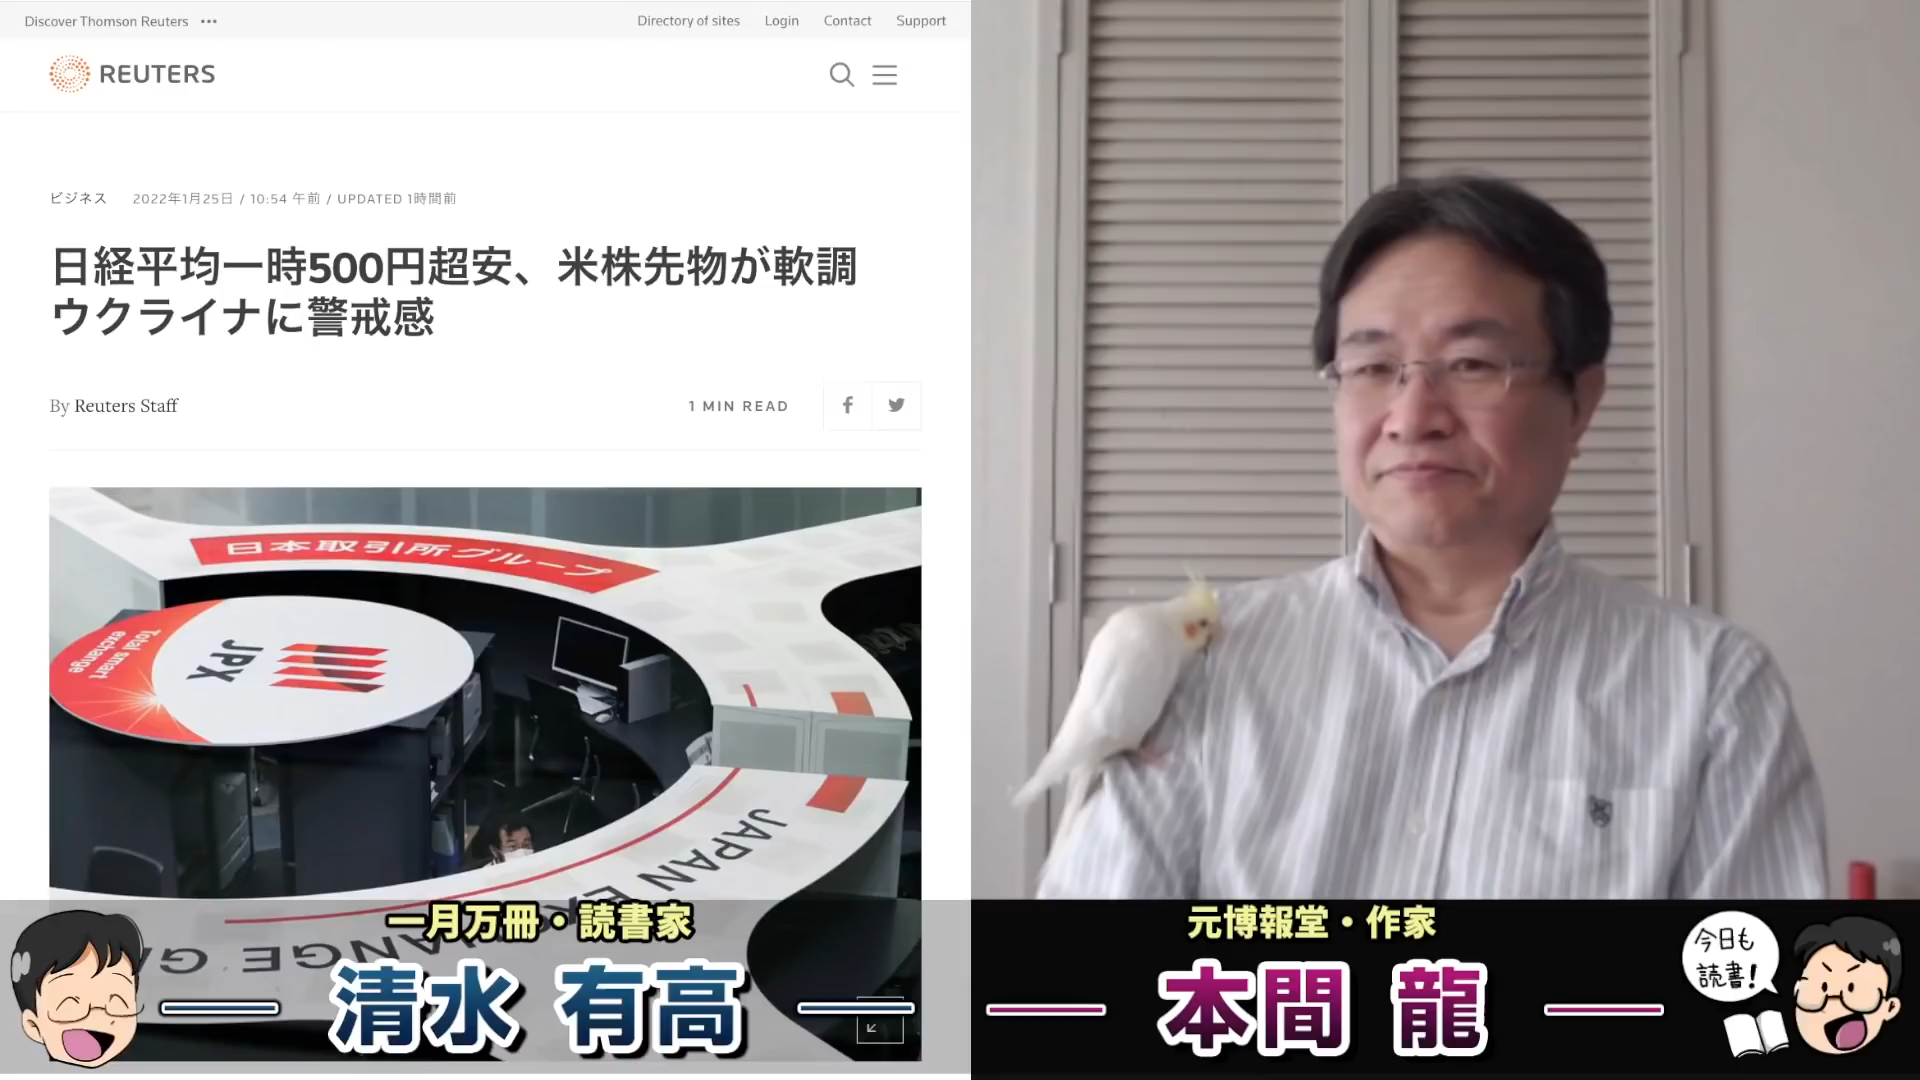 Discover Thomson Reuters •••
Directory of sites Login Contact Support
REUTERS
ビジネス 2022年1月25日 / 10:54 午前 / UPDATED 1時間前
日経平均一時500円超安、米株先物が軟調
ウクライナに警戒感
By Reuters Staff
1 MIN READ
日本取引所グループ
Total smart
exchange
JPX
JAPAN EX
HANGE G
一月万冊・読書家
清水 有高
元博報堂・作家
本間 龍
今日も
読書!